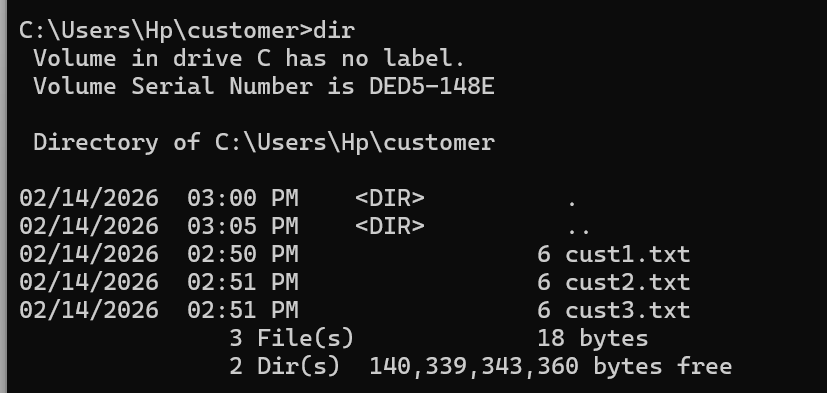 C:\Users\Hp\customer>dir
 Volume in drive C has no label.
 Volume Serial Number is DED5-148E

 Directory of C:\Users\Hp\customer

02/14/2026  03:00 PM    <DIR>          .
02/14/2026  03:05 PM    <DIR>          ..
02/14/2026  02:50 PM                 6 cust1.txt
02/14/2026  02:51 PM                 6 cust2.txt
02/14/2026  02:51 PM                 6 cust3.txt
               3 File(s)             18 bytes
               2 Dir(s)  140,339,343,360 bytes free